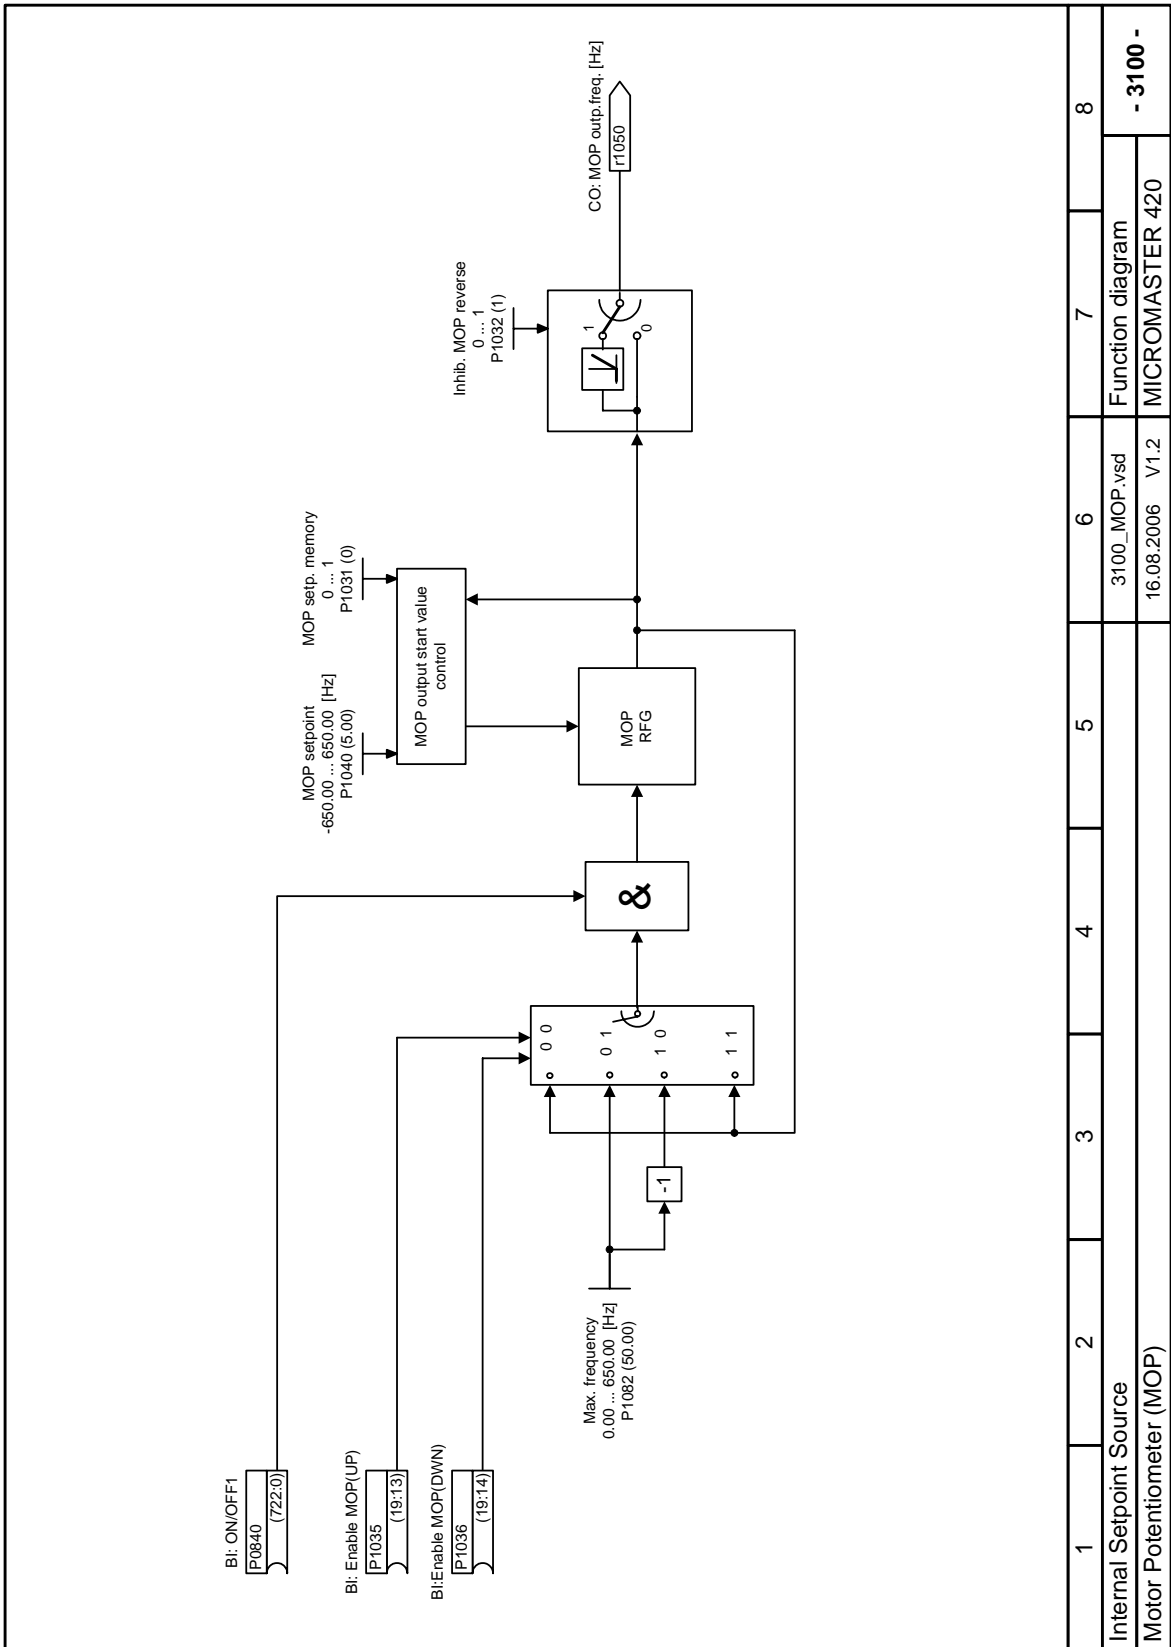 BI: ON/OFF1
P0840
(722:0)
BI: Enable MOP(UP)
P1035
(19:13)
BI:Enable MOP(DWN)
P1036
(19:14)
Max. frequency
0.00 ... 650.00 [Hz]
P1082 (50.00)
-1
0 0
0 1
1 0
1 1
&
MOP setpoint
-650.00 ... 650.00 [Hz]
P1040 (5.00)
MOP setp. memory
0 ... 1
P1031 (0)
MOP output start value
control
MOP
RFG
Inhib. MOP reverse
0 ... 1
P1032 (1)
1
0
CO: MOP outp.freq. [Hz]
r1050
1
2
3
4
5
6
7
8
Internal Setpoint Source
3100_MOP.vsd
Function diagram
- 3100 -
Motor Potentiometer (MOP)
16.08.2006 V1.2
MICROMASTER 420